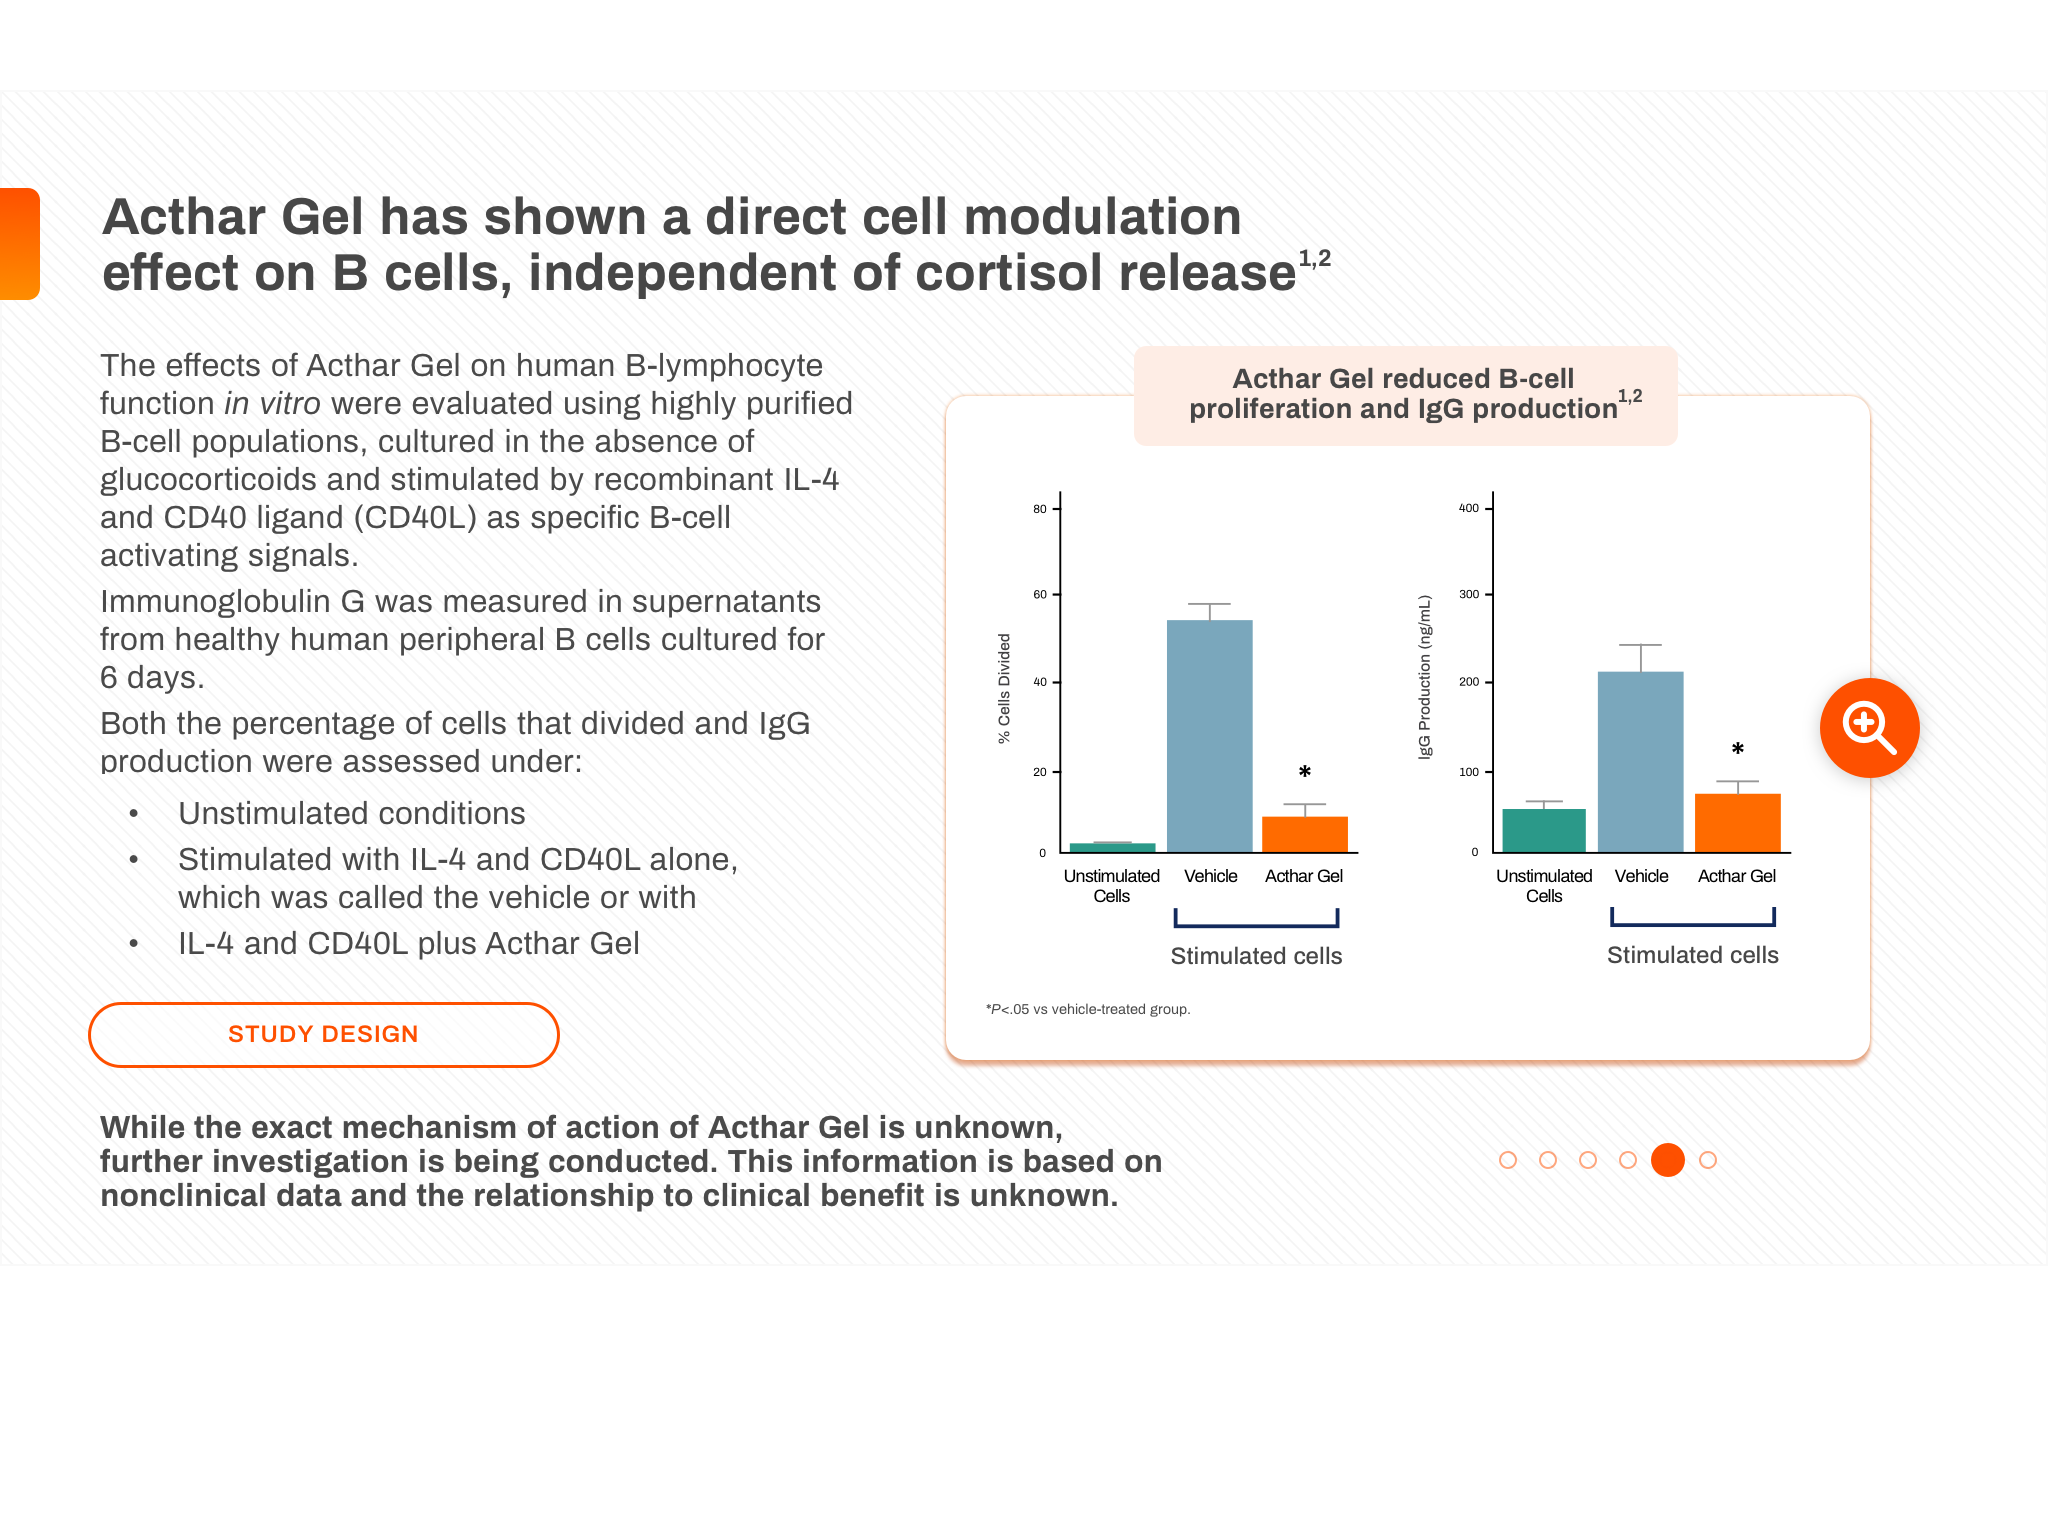 Acthar Gel has shown a direct cell modulation
effect on B cells, independent of cortisol release1,2
The effects of Acthar Gel on human B-lymphocyte
function in vitro were evaluated using highly purified
B-cell populations, cultured in the absence of
glucocorticoids and stimulated by recombinant IL-4
and CD40 ligand (CD40L) as specific B-cell
activating signals.
Immunoglobulin G was measured in supernatants
from healthy human peripheral B cells cultured for
6 days.
Both the percentage of cells that divided and IgG
production were assessed under:
• Unstimulated conditions
• Stimulated with IL-4 and CD40L alone,
which was called the vehicle or with
• IL-4 and CD40L plus Acthar Gel
STUDY DESIGN
Acthar Gel reduced B-cell
proliferation and IgG production1,2
% Cells Divided
80
60
40
20
0
*
Unstimulated
Cells
Vehicle
Acthar Gel
Stimulated cells
IgG Production (ng/mL)
400
300
200
100
0
*
Unstimulated
Cells
Vehicle
Acthar Gel
Stimulated cells
*P<.05 vs vehicle-treated group.
While the exact mechanism of action of Acthar Gel is unknown,
further investigation is being conducted. This information is based on
nonclinical data and the relationship to clinical benefit is unknown.